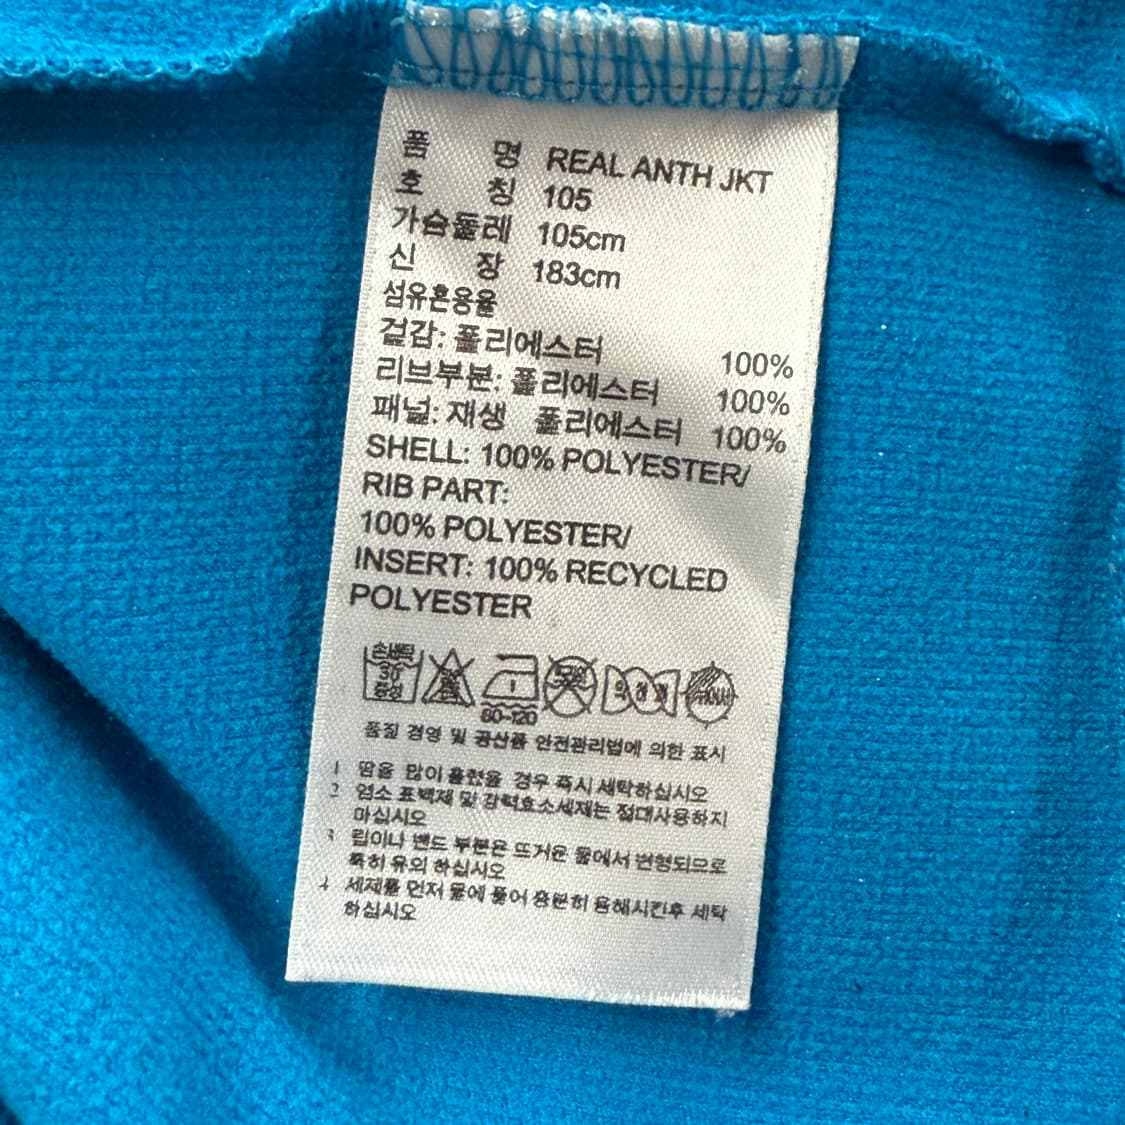 품 명 REAL ANTH JKT
호 칭 105
가슴둘레 105cm
신 장 183cm
섬유혼용율
겉감: 폴리에스터 100%
리브부분: 폴리에스터 100%
패널: 재생 폴리에스터 100%
SHELL: 100% POLYESTER/
RIB PART:
100% POLYESTER/
INSERT: 100% RECYCLED
POLYESTER
손세탁
30
중성
80-120
품질 경영 및 공산품 안전관리법에 의한 표시
1 땀을 많이 흘렸을 경우 즉시 세탁하십시오
2 염소 표백제 및 강력효소세제는 절대사용하지
마십시오
3 립이나 밴드 부분은 뜨거운 물에서 변형되므로
특히 유의 하십시오
4 세제를 먼저 물에 풀어 충분히 용해시킨후 세탁
하십시오